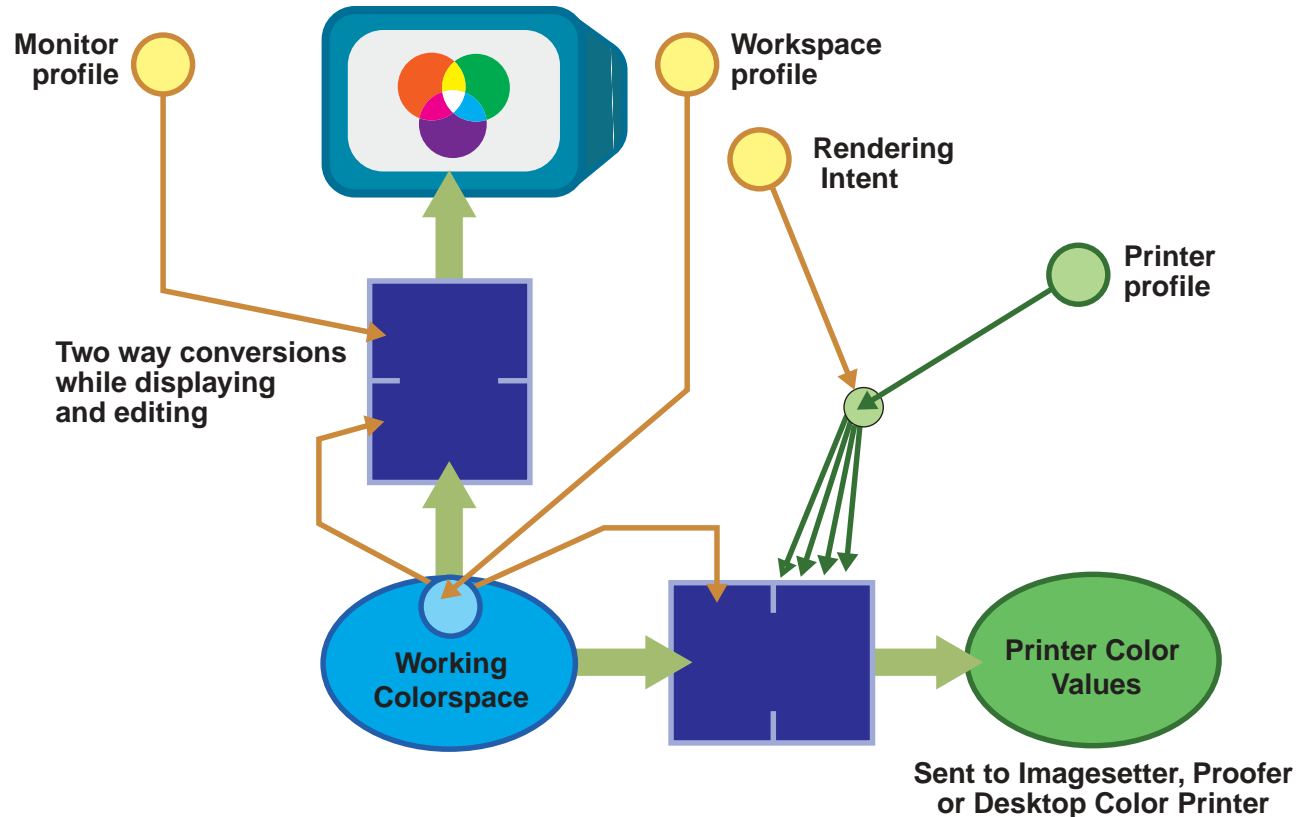 Monitor
profile
Workspace
profile
Rendering
Intent
Printer
profile
Two way conversions
while displaying
and editing
Working
Colorspace
Printer Color
Values
Sent to Imagesetter, Proofer
or Desktop Color Printer